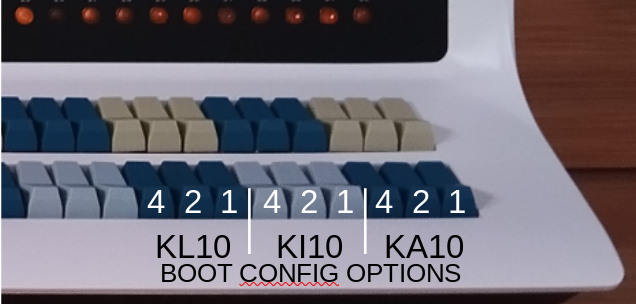 4 2 1 4 2 1 4 2 1
KL10 KI10 KA10
BOOT CONFIG OPTIONS